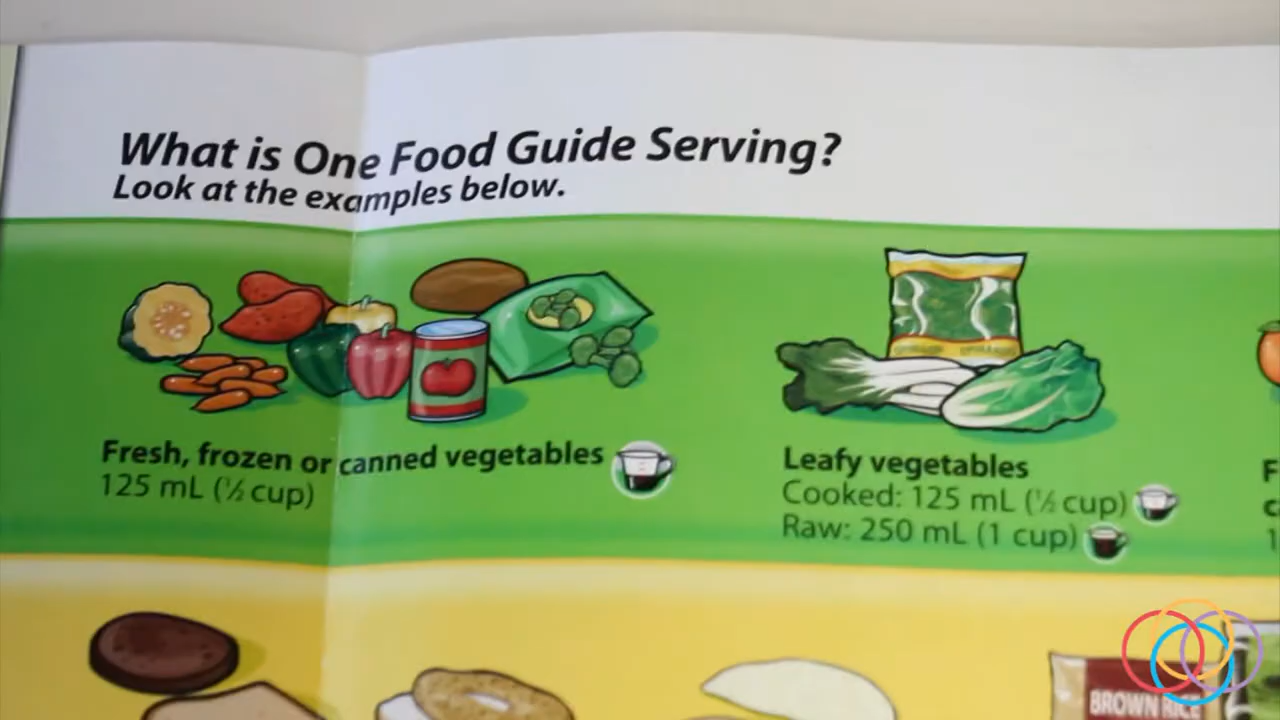 What is One Food Guide Serving?
Look at the examples below.
Fresh, frozen or canned vegetables
125 mL (½ cup)
Leafy vegetables
Cooked: 125 mL (½ cup)
Raw: 250 mL (1 cup)
F
c
1
BROWN RICE